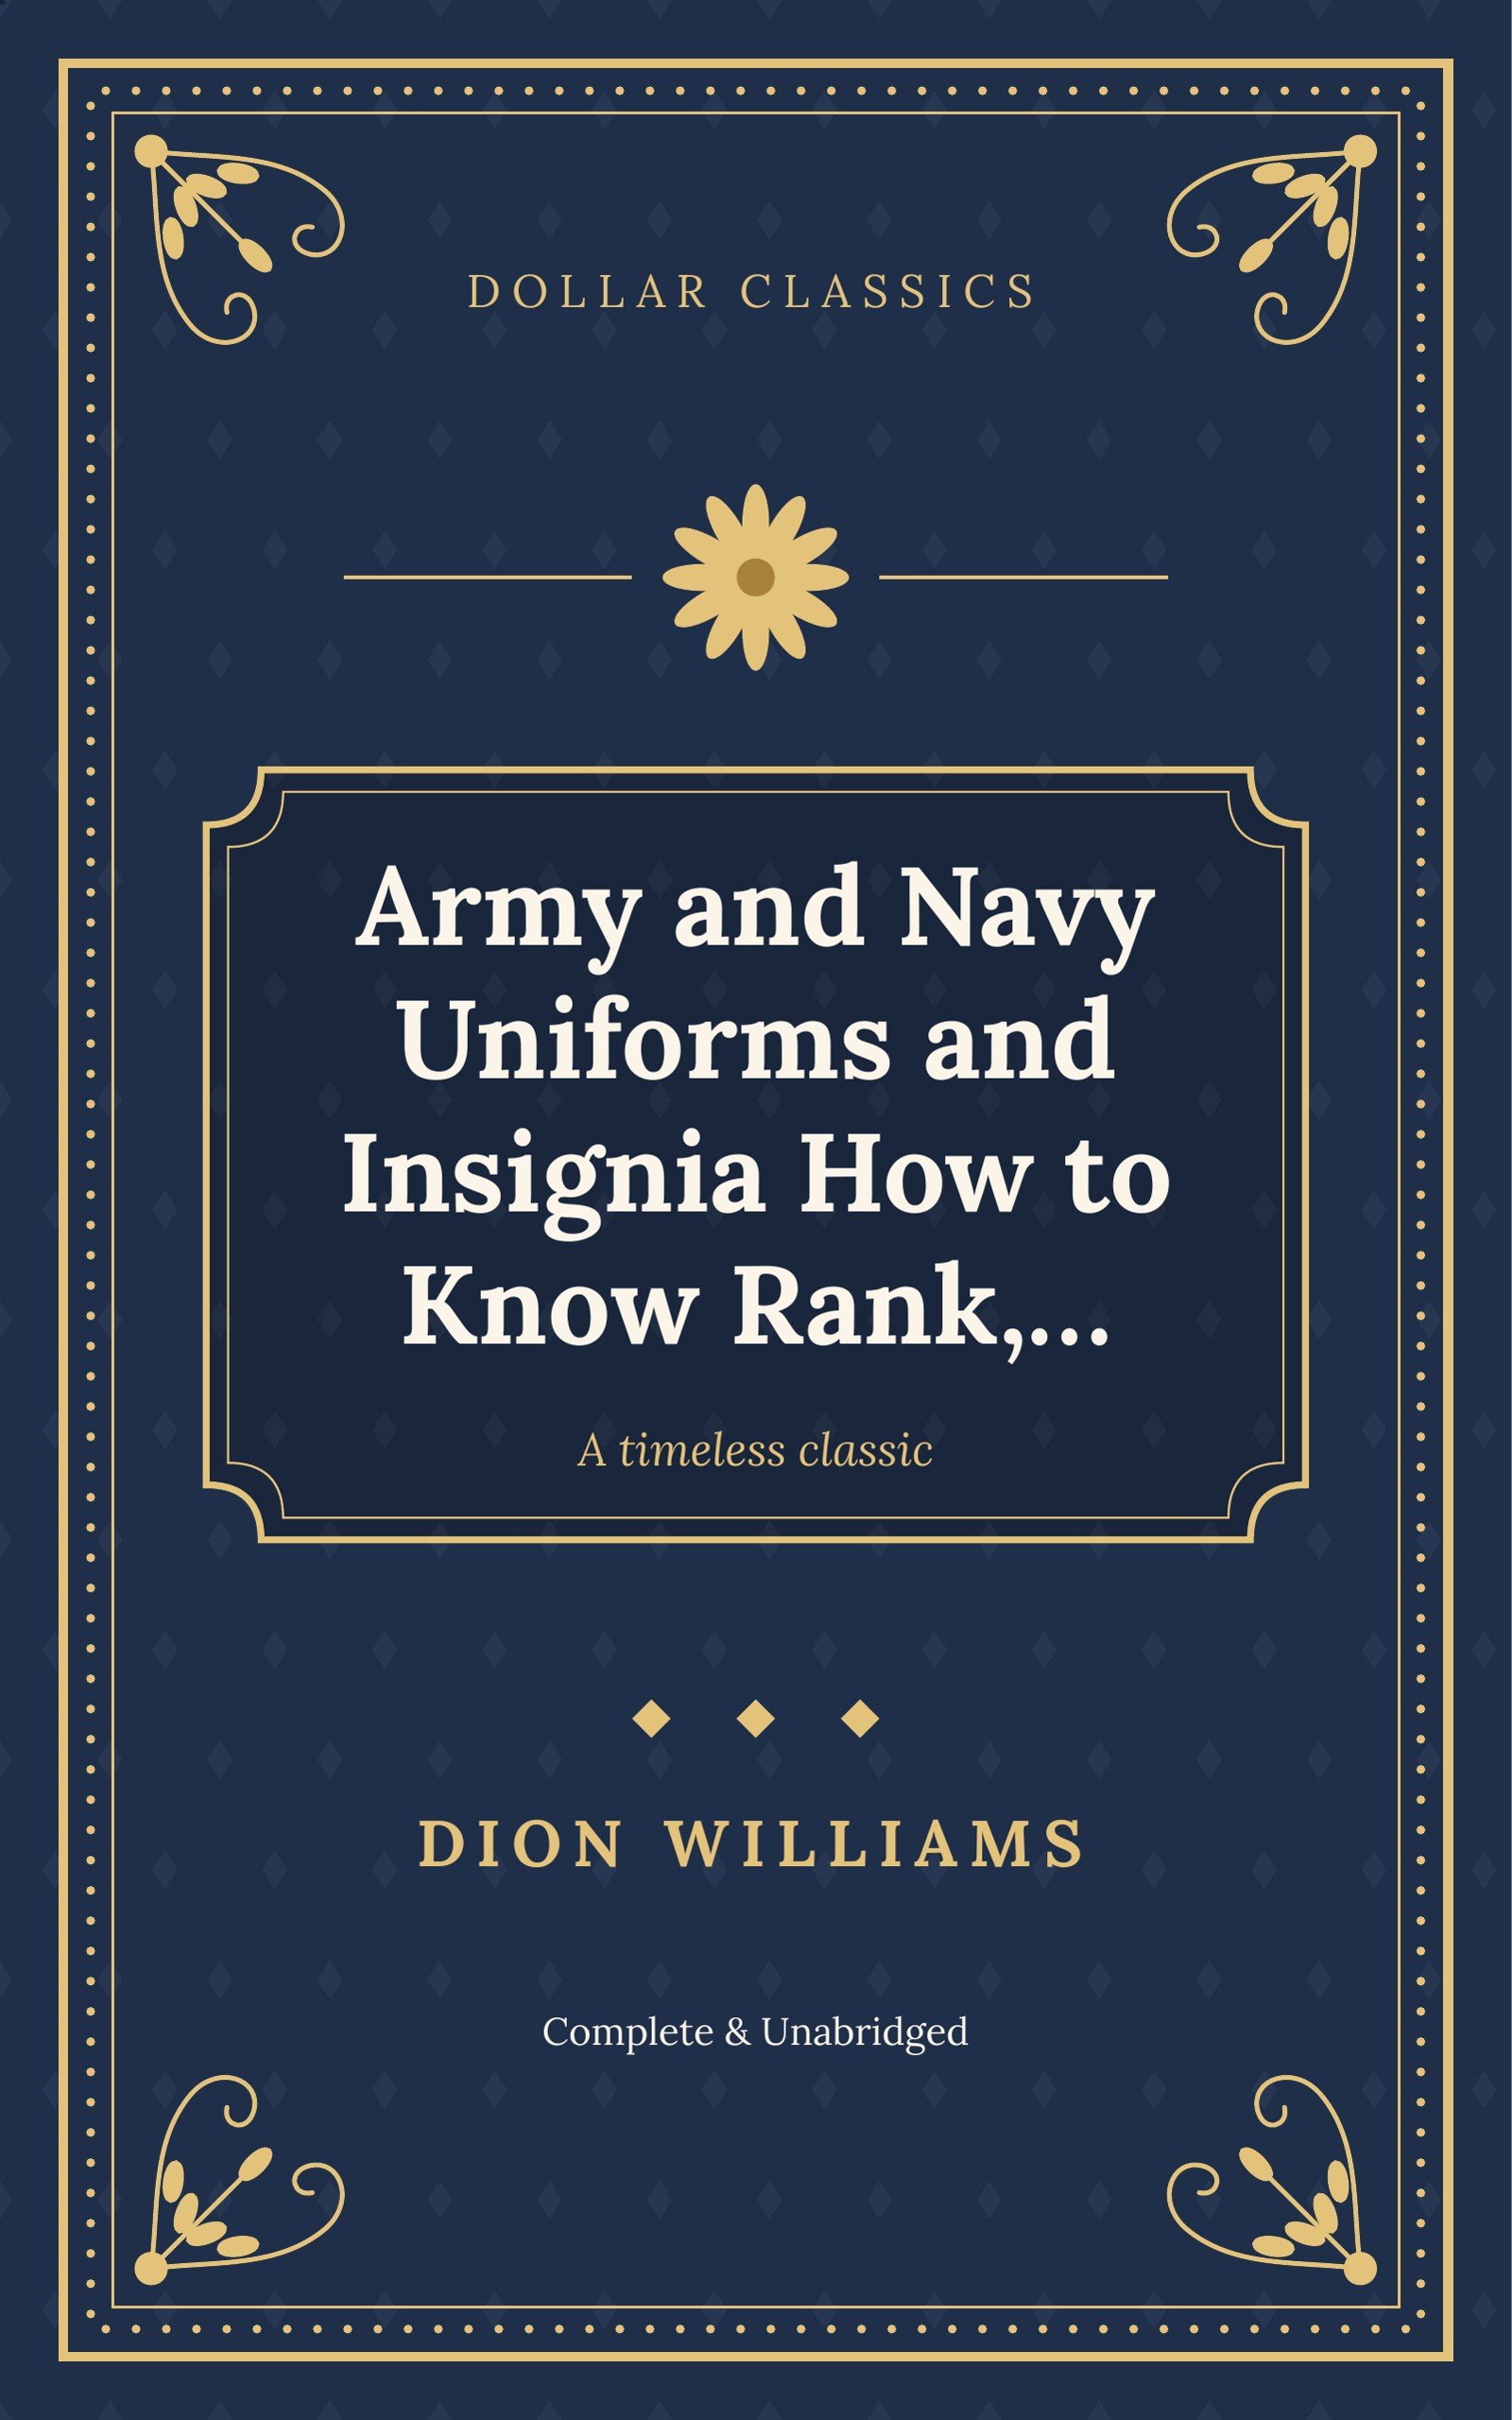 DOLLAR CLASSICS
Army and Navy
Uniforms and
Insignia How to
Know Rank,...
A timeless classic
DION WILLIAMS
Complete & Unabridged